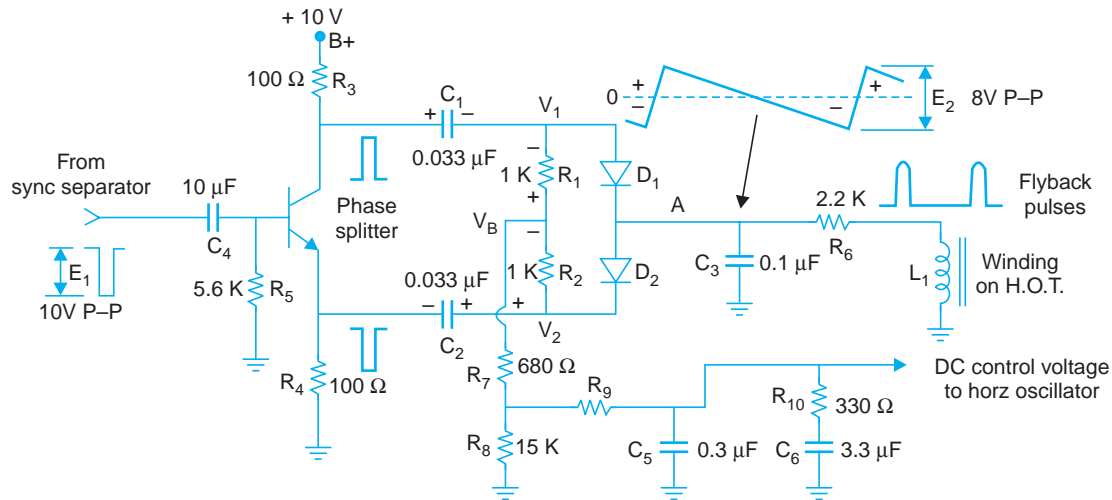 + 10 V
B+
100 Ω
R3
C1
+ –
0.033 μF
V1
0
+
–
–
+
E2
8V P–P
From
sync separator
10 μF
C4
Phase
splitter
–
1 K
R1
+
D1
VB
–
A
2.2 K
R6
Flyback
pulses
E1
10V P–P
5.6 K
R5
0.033 μF
1 K
R2
D2
C3
0.1 μF
L1
Winding
on H.O.T.
– +
+
C2
V2
R4
100 Ω
R7
680 Ω
R9
DC control voltage
to horz oscillator
R10
330 Ω
R8
15 K
C5
0.3 μF
C6
3.3 μF